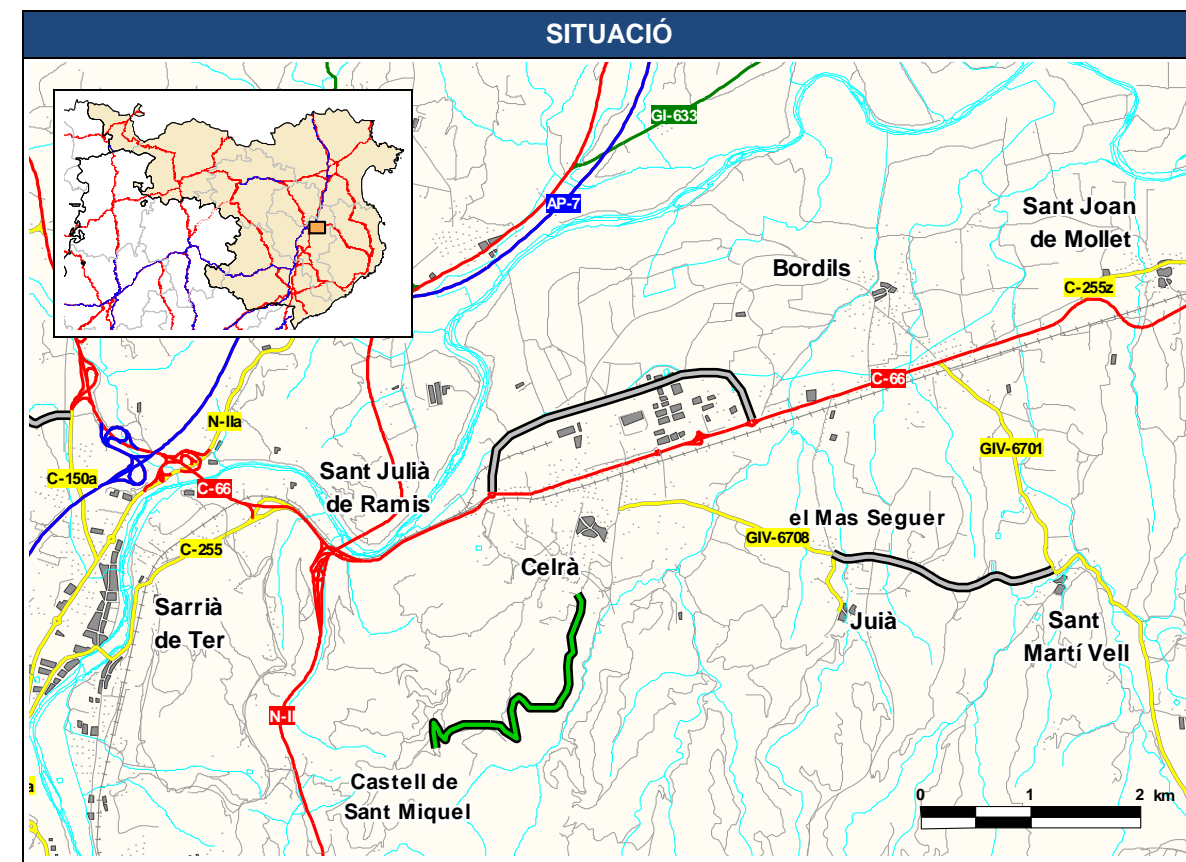 SITUACIÓ
GI-633
AP-7
Sant Joan
de Mollet
Bordils
C-255z
C-66
N-IIa
C-150a
Sant Julià
de Ramis
C-66
GIV-6701
C-255
el Mas Seguer
GIV-6708
Celrà
Sarrià
de Ter
Juià
Sant
Martí Vell
N-II
Castell de
Sant Miquel
a
0 1 2 km